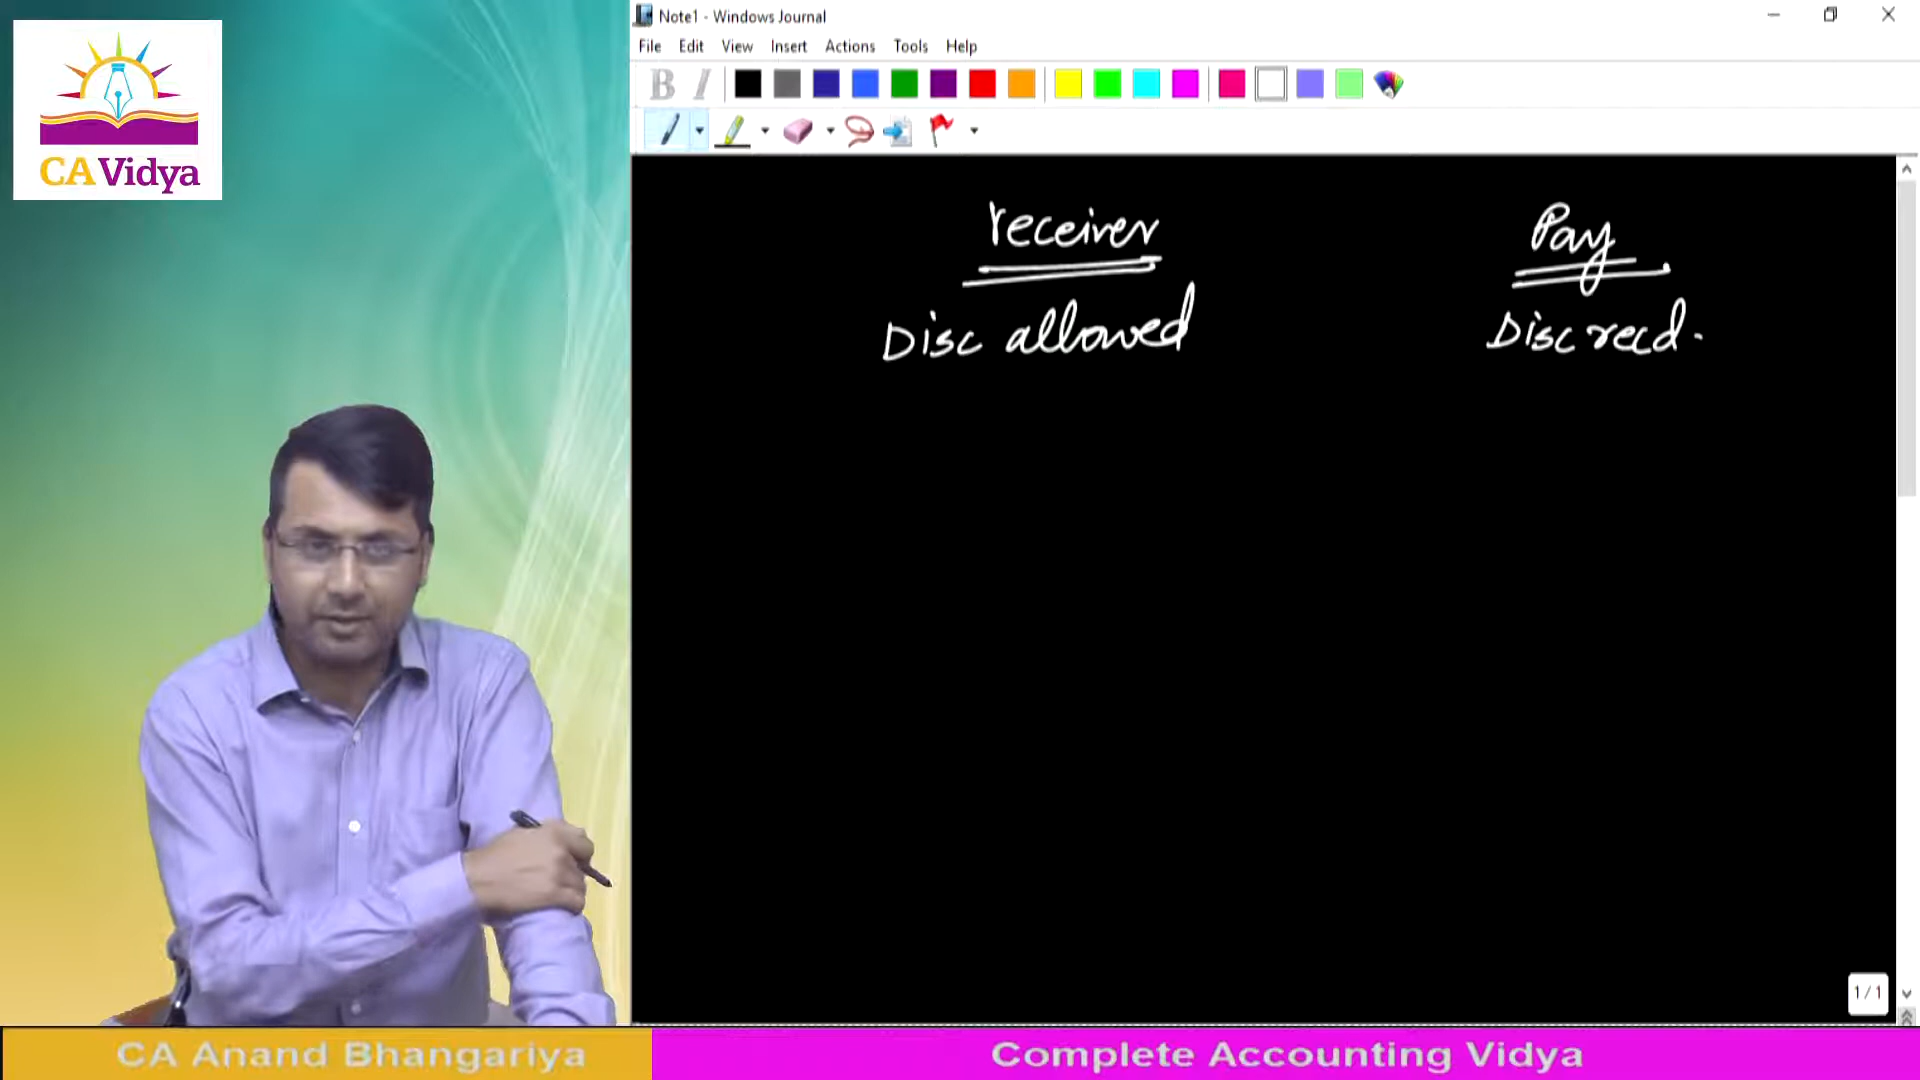 CA Vidya
Note1 - Windows Journal
File Edit View Insert Actions Tools Help
B I
receiver
Pay
Disc allowed
Disc recd.
1 / 1
CA Anand Bhangariya
Complete Accounting Vidya